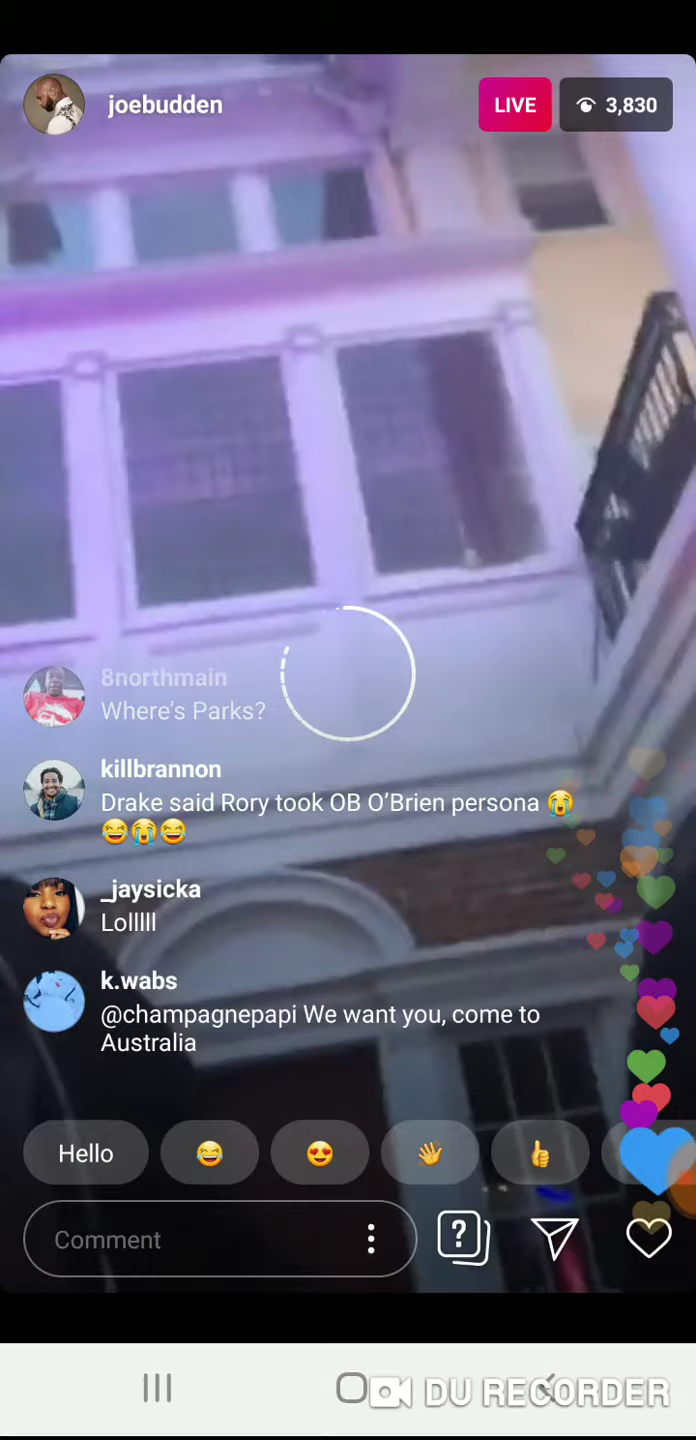 joebudden
LIVE
3,830
8northmain
Where's Parks?
killbrannon
Drake said Rory took OB O’Brien persona 😭
😂😭😂
_jaysicka
Lolllll
k.wabs
@champagnepapi We want you, come to
Australia
Hello 😂 😍 👋 👍
Comment
?
DU RECORDER